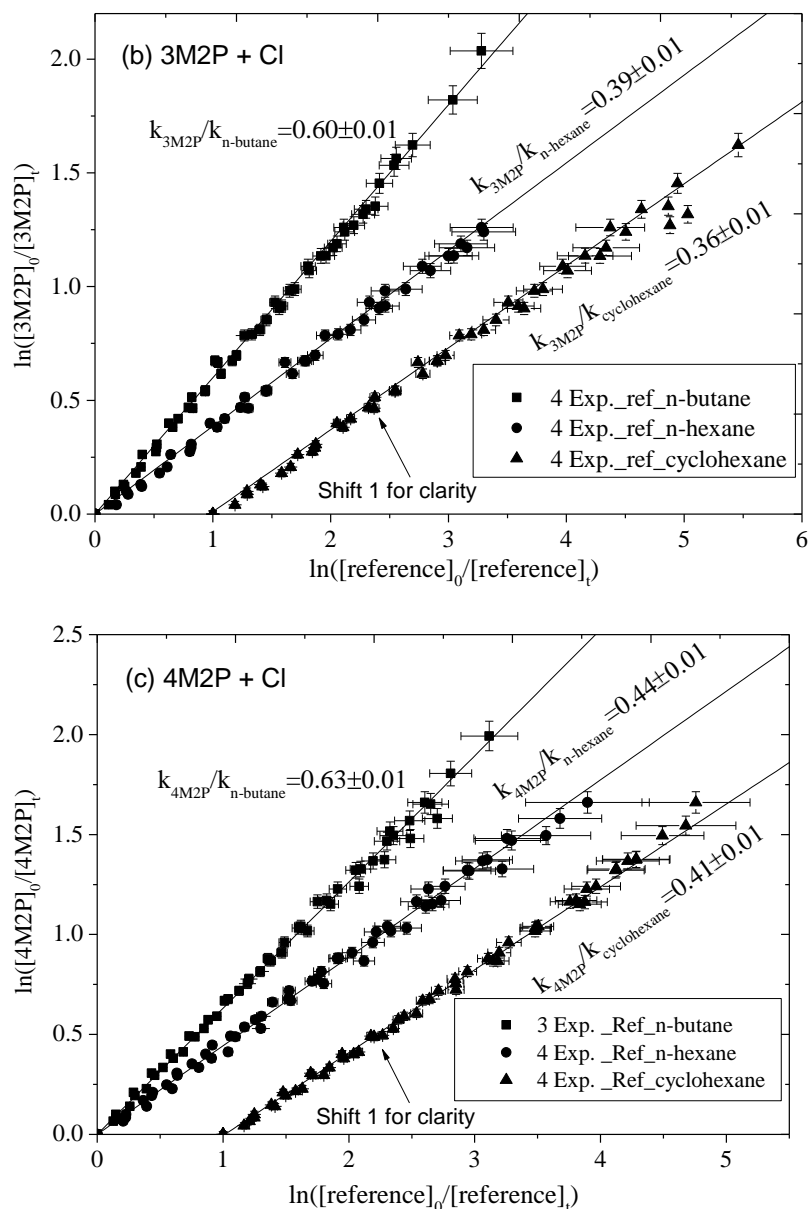 (b) 3M2P + Cl
k3M2P/kn-butane=0.60±0.01
k3M2P/kn-hexane=0.39±0.01
k3M2P/kcyclohexane=0.36±0.01
ln([3M2P]0/[3M2P]t)
2.0
1.5
1.0
0.5
0.0
4 Exp._ref_n-butane
4 Exp._ref_n-hexane
4 Exp._ref_cyclohexane
Shift 1 for clarity
0 1 2 3 4 5 6
ln([reference]0/[reference]t)
(c) 4M2P + Cl
k4M2P/kn-butane=0.63±0.01
k4M2P/kn-hexane=0.44±0.01
k4M2P/kcyclohexane=0.41±0.01
ln([4M2P]0/[4M2P]t)
2.5
2.0
1.5
1.0
0.5
0.0
3 Exp. _Ref_n-butane
4 Exp. _Ref_n-hexane
4 Exp. _Ref_cyclohexane
Shift 1 for clarity
0 1 2 3 4 5
ln([reference]0/[reference]t)